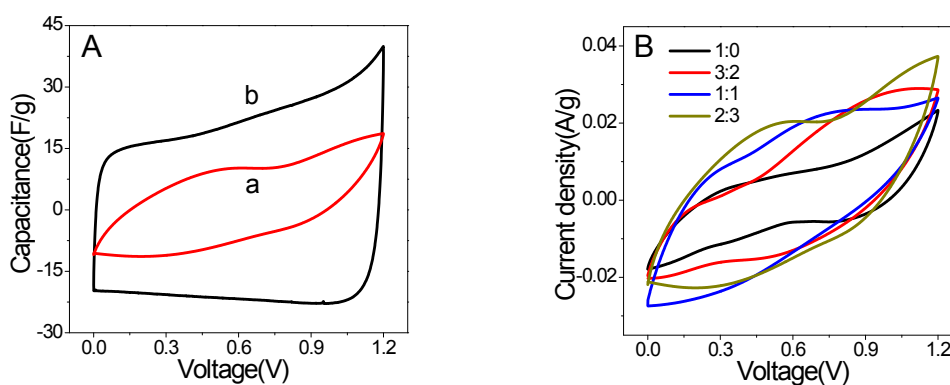 A
b
a
Capacitance(F/g)
45
30
15
0
-15
-30
0.0 0.3 0.6 0.9 1.2
Voltage(V)
B
1:0
3:2
1:1
2:3
Current density(A/g)
0.04
0.02
0.00
-0.02
0.0 0.3 0.6 0.9 1.2
Voltage(V)